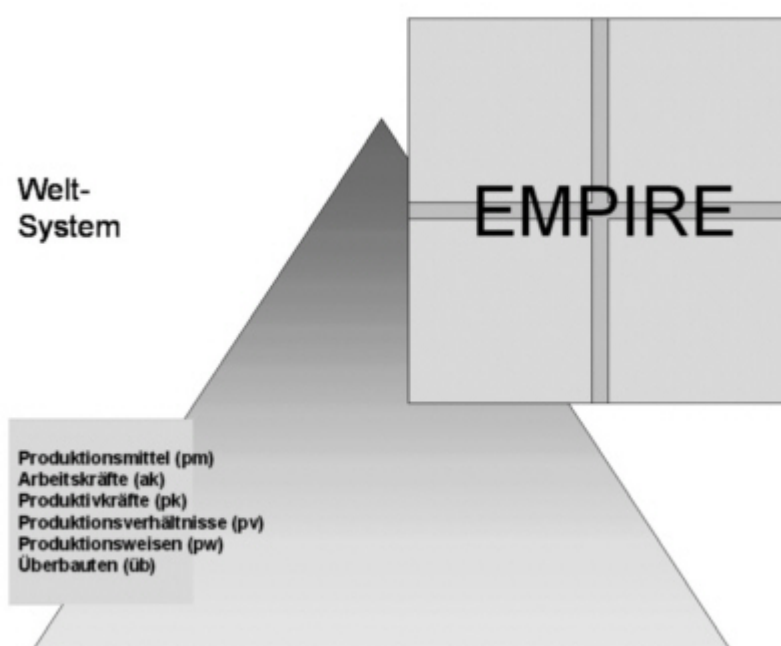 Welt-
System
EMPIRE
Produktionsmittel (pm)
Arbeitskräfte (ak)
Produktivkräfte (pk)
Produktionsverhältnisse (pv)
Produktionsweisen (pw)
Überbauten (üb)